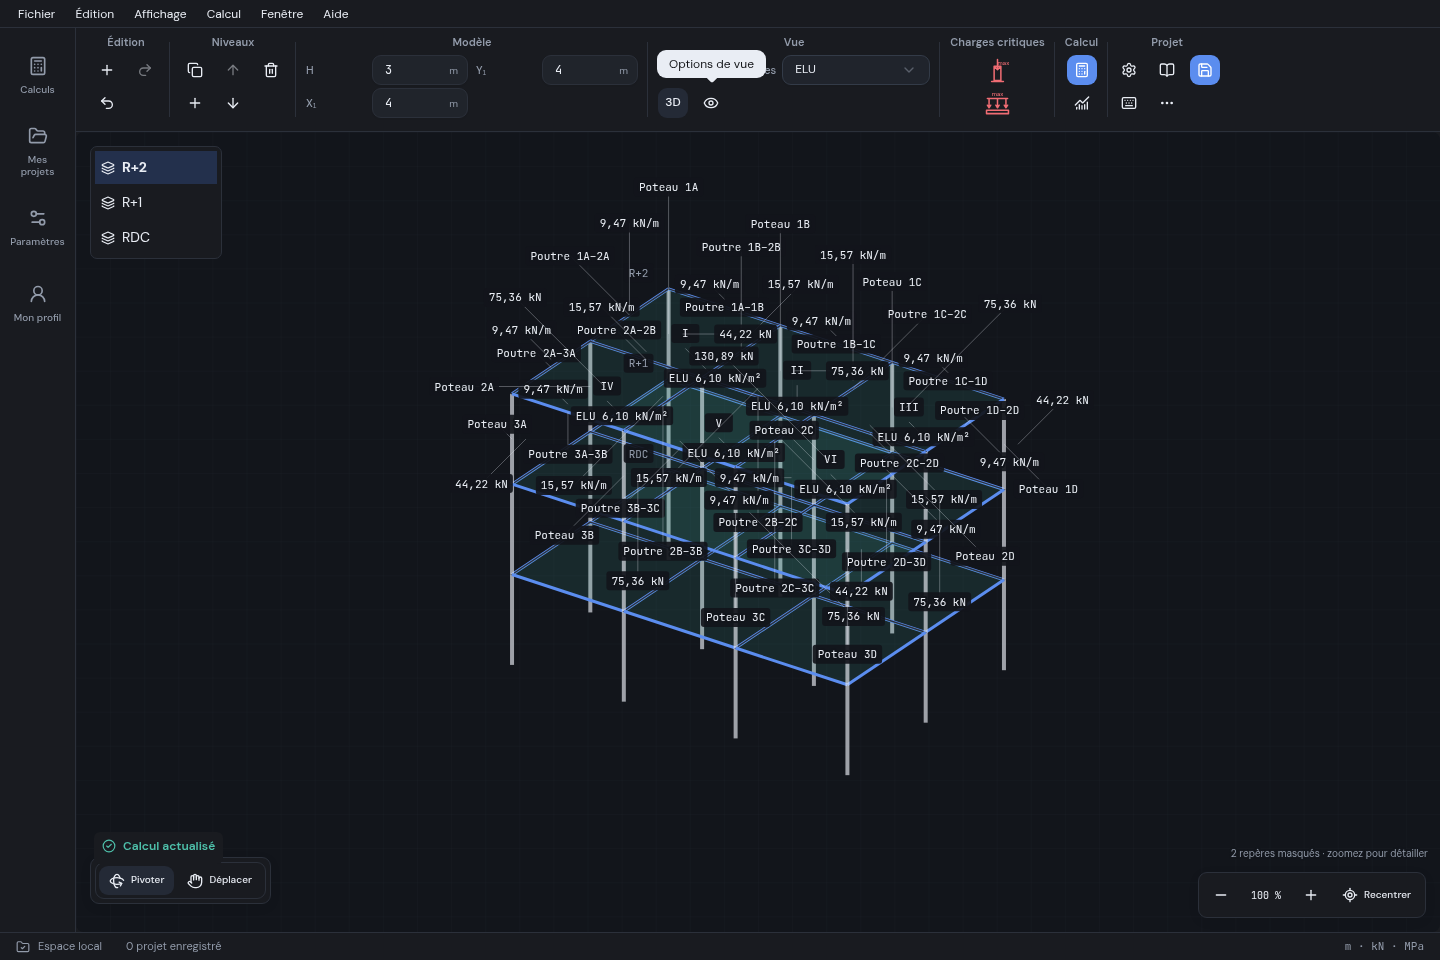 Fichier Édition Affichage Calcul Fenêtre Aide
Édition Niveaux Modèle Vue Charges critiques Calcul Projet
Options de vue
H 3 m Y₁ 4 m es ELU
max
X₁ 4 m 3D
max
Calculs
Mes
projets
Paramètres
Mon profil
R+2
R+1
RDC
Poteau 1A
9,47 kN/m Poteau 1B
Poutre 1B-2B
Poutre 1A-2A 15,57 kN/m
R+2
9,47 kN/m 15,57 kN/m Poteau 1C
75,36 kN 75,36 kN
15,57 kN/m Poutre 1A-1B
Poutre 1C-2C
9,47 kN/m Poutre 2A-2B 9,47 kN/m
I 44,22 kN
Poutre 1B-1C
Poutre 2A-3A 130,89 kN 9,47 kN/m
R+1
II 75,36 kN
ELU 6,10 kN/m² Poutre 1C-1D
Poteau 2A 9,47 kN/m IV
44,22 kN
ELU 6,10 kN/m² III Poutre 1D-2D
ELU 6,10 kN/m²
Poteau 3A V Poteau 2C
ELU 6,10 kN/m²
Poutre 3A-3B RDC ELU 6,10 kN/m² VI Poutre 2C-2D 9,47 kN/m
44,22 kN 15,57 kN/m 15,57 kN/m 9,47 kN/m ELU 6,10 kN/m² Poteau 1D
9,47 kN/m 15,57 kN/m
Poutre 3B-3C
Poutre 2B-2C 15,57 kN/m 9,47 kN/m
Poteau 3B
Poutre 2B-3B Poutre 3C-3D Poteau 2D
Poutre 2D-3D
75,36 kN Poutre 2C-3C 44,22 kN
75,36 kN
Poteau 3C 75,36 kN
Poteau 3D
Calcul actualisé
Pivoter Déplacer
2 repères masqués · zoomez pour détailler
100 % Recentrer
Espace local 0 projet enregistré m · kN · MPa